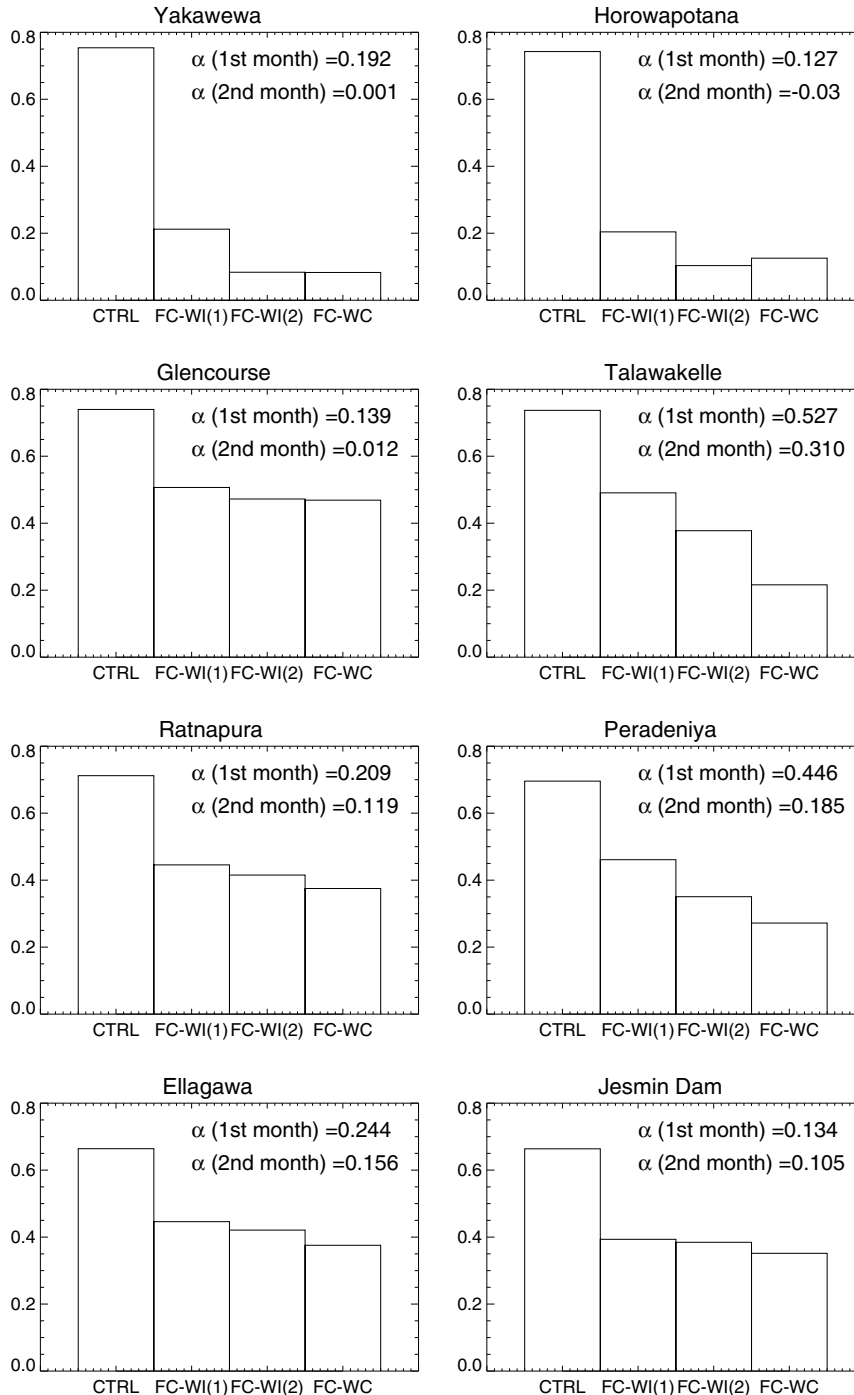 Yakawewa
0.8
α (1st month) =0.192
α (2nd month) =0.001
0.6
0.4
0.2
0.0
CTRL FC-WI(1) FC-WI(2) FC-WC
Horowapotana
0.8
α (1st month) =0.127
α (2nd month) =-0.03
0.6
0.4
0.2
0.0
CTRL FC-WI(1) FC-WI(2) FC-WC
Glencourse
0.8
α (1st month) =0.139
α (2nd month) =0.012
0.6
0.4
0.2
0.0
CTRL FC-WI(1) FC-WI(2) FC-WC
Talawakelle
0.8
α (1st month) =0.527
α (2nd month) =0.310
0.6
0.4
0.2
0.0
CTRL FC-WI(1) FC-WI(2) FC-WC
Ratnapura
0.8
α (1st month) =0.209
α (2nd month) =0.119
0.6
0.4
0.2
0.0
CTRL FC-WI(1) FC-WI(2) FC-WC
Peradeniya
0.8
α (1st month) =0.446
α (2nd month) =0.185
0.6
0.4
0.2
0.0
CTRL FC-WI(1) FC-WI(2) FC-WC
Ellagawa
0.8
α (1st month) =0.244
α (2nd month) =0.156
0.6
0.4
0.2
0.0
CTRL FC-WI(1) FC-WI(2) FC-WC
Jesmin Dam
0.8
α (1st month) =0.134
α (2nd month) =0.105
0.6
0.4
0.2
0.0
CTRL FC-WI(1) FC-WI(2) FC-WC